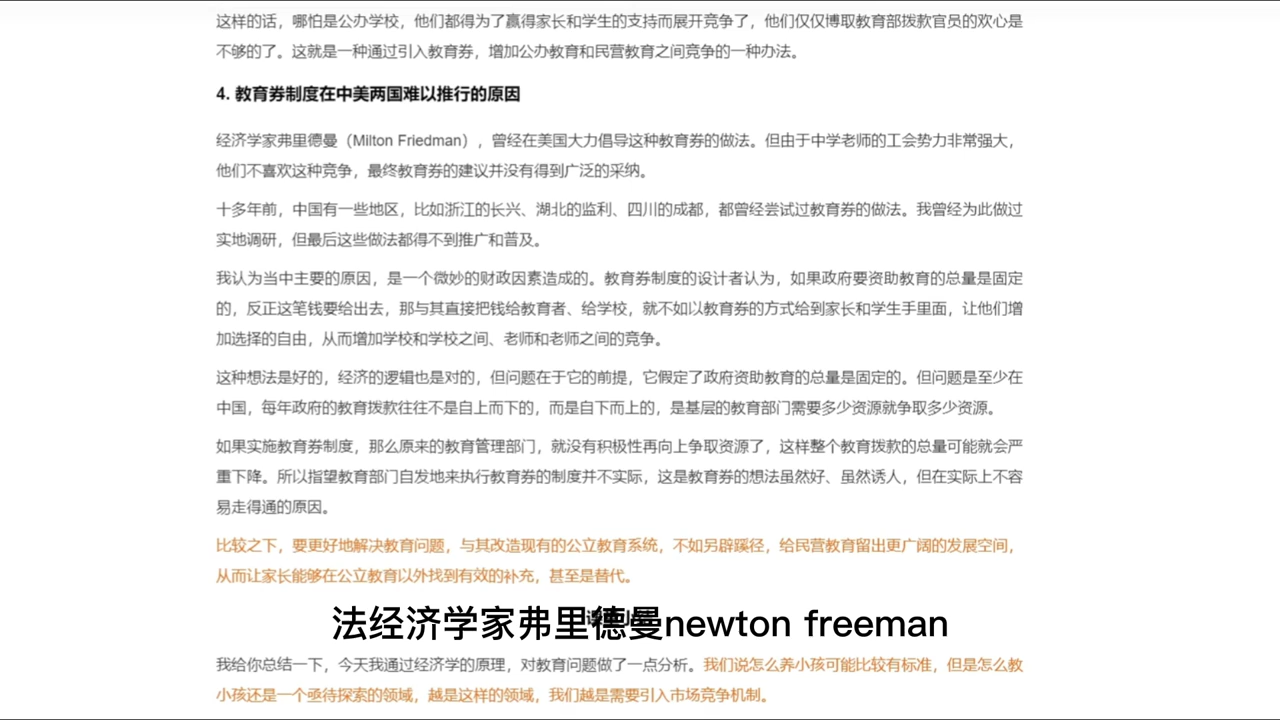 这样的话，哪怕是公办学校，他们都得为了赢得家长和学生的支持而展开竞争了，他们仅仅博取教育部拨款官员的欢心是
不够的了。这就是一种通过引入教育券，增加公办教育和民营教育之间竞争的一种办法。
4. 教育券制度在中美两国难以推行的原因
经济学家弗里德曼（Milton Friedman），曾经在美国大力倡导这种教育券的做法。但由于中学老师的工会势力非常强大，
他们不喜欢这种竞争，最终教育券的建议并没有得到广泛的采纳。
十多年前，中国有一些地区，比如浙江的长兴、湖北的监利、四川的成都，都曾经尝试过教育券的做法。我曾经为此做过
实地调研，但最后这些做法都得不到推广和普及。
我认为当中主要的原因，是一个微妙的财政因素造成的。教育券制度的设计者认为，如果政府要资助教育的总量是固定
的，反正这笔钱要给出去，那与其直接把钱给教育者、给学校，就不如以教育券的方式给到家长和学生手里面，让他们增
加选择的自由，从而增加学校和学校之间、老师和老师之间的竞争。
这种想法是好的，经济的逻辑也是对的，但问题在于它的前提，它假定了政府资助教育的总量是固定的。但问题是至少在
中国，每年政府的教育拨款往往不是自上而下的，而是自下而上的，是基层的教育部门需要多少资源就争取多少资源。
如果实施教育券制度，那么原来的教育管理部门，就没有积极性再向上争取资源了，这样整个教育拨款的总量可能就会严
重下降。所以指望教育部门自发地来执行教育券的制度并不实际，这是教育券的想法虽然好、虽然诱人，但在实际上不容
易走得通的原因。
比较之下，要更好地解决教育问题，与其改造现有的公立教育系统，不如另辟蹊径，给民营教育留出更广阔的发展空间，
从而让家长能够在公立教育以外找到有效的补充，甚至是替代。
法经济学家弗里德曼newton freeman
我给你总结一下，今天我通过经济学的原理，对教育问题做了一点分析。我们说怎么养小孩可能比较有标准，但是怎么教
小孩还是一个亟待探索的领域，越是这样的领域，我们越是需要引入市场竞争机制。